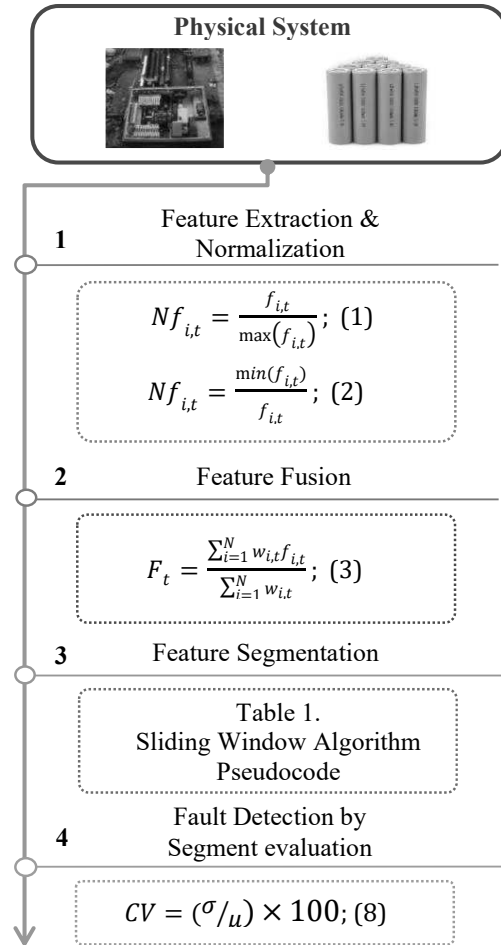 Physical System
1
Feature Extraction &
Normalization
Nf_{i,t} = f_{i,t} / max(f_{i,t}) ; (1)
Nf_{i,t} = min(f_{i,t}) / f_{i,t} ; (2)
2
Feature Fusion
F_t = ∑_{i=1}^{N} w_{i,t} f_{i,t} / ∑_{i=1}^{N} w_{i,t} ; (3)
3
Feature Segmentation
Table 1.
Sliding Window Algorithm
Pseudocode
4
Fault Detection by
Segment evaluation
CV = (σ/μ) × 100; (8)